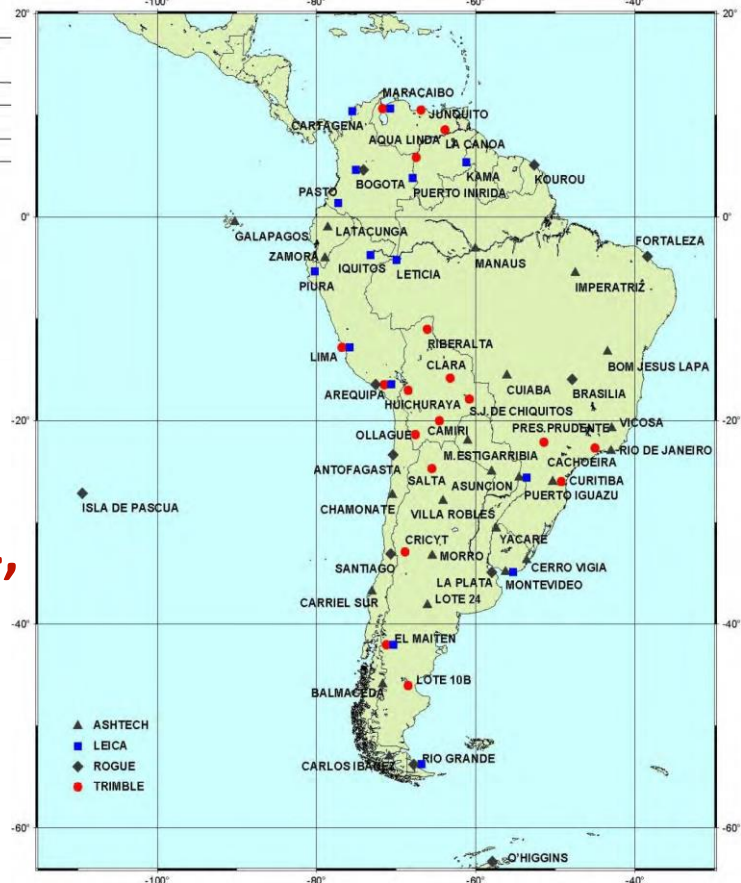 -100° -80° -60° -40°
20° 20°
MARACAIBO
JUNQUITO
CARTAGENA
AQUA LINDA
LA CANOA
KAMA
KOUROU
BOGOTA
PUERTO INIRIDA
PASTO
0° 0°
GALAPAGOS
LATACUNGA
FORTALEZA
ZAMORA
IQUITOS
LETICIA
MANAUS
IMPERATRIZ
PIURA
RIBERALTA
LIMA
CLARA
BOM JESUS LAPA
CUIABA
BRASILIA
AREQUIPA
HUICHURAYA
S.J. DE CHIQUITOS
-20° -20°
OLLAGUE
CAMIRI
PRES.PRUDENTE
VICOSA
M.ESTIGARRIBIA
RIO DE JANEIRO
ANTOFAGASTA
CACHOEIRA
SALTA
ASUNCION
CURITIBA
PUERTO IGUAZU
ISLA DE PASCUA
CHAMONATE
VILLA ROBLES
YACARE
CRICYT
MORRO
CERRO VIGIA
SANTIAGO
LA PLATA
MONTEVIDEO
CARRIEL SUR
LOTE 24
-40° -40°
EL MAITEN
LOTE 10B
BALMACEDA
ASHTECH
LEICA
ROGUE
TRIMBLE
CARLOS IBANEZ
RIO GRANDE
-60° -60°
O'HIGGINS
-100° -80° -60° -40°
,